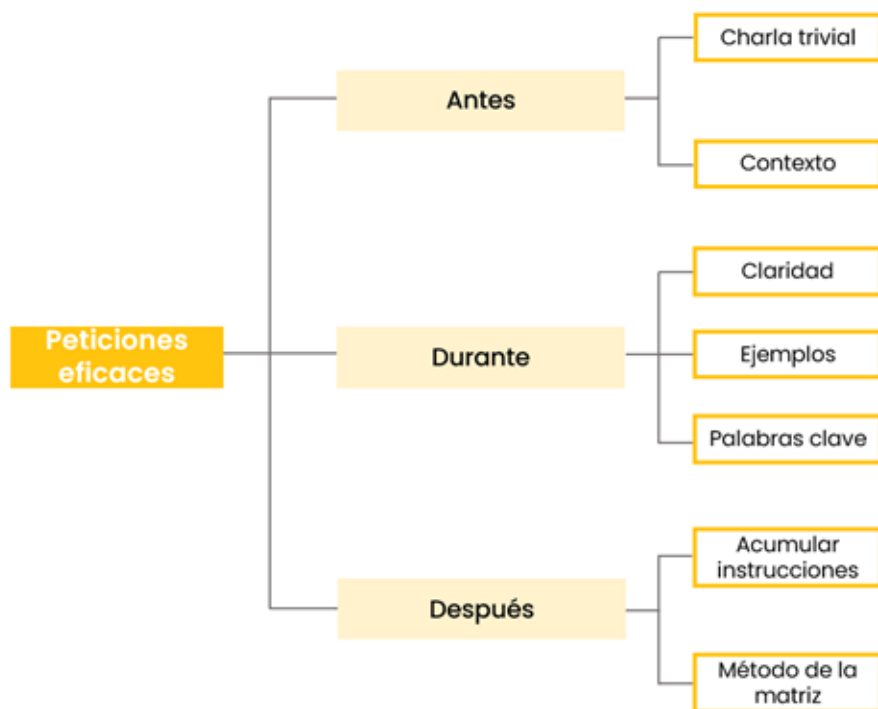 Peticiones
eficaces
Antes
Charla trivial
Contexto
Durante
Claridad
Ejemplos
Palabras clave
Después
Acumular
instrucciones
Método de la
matriz